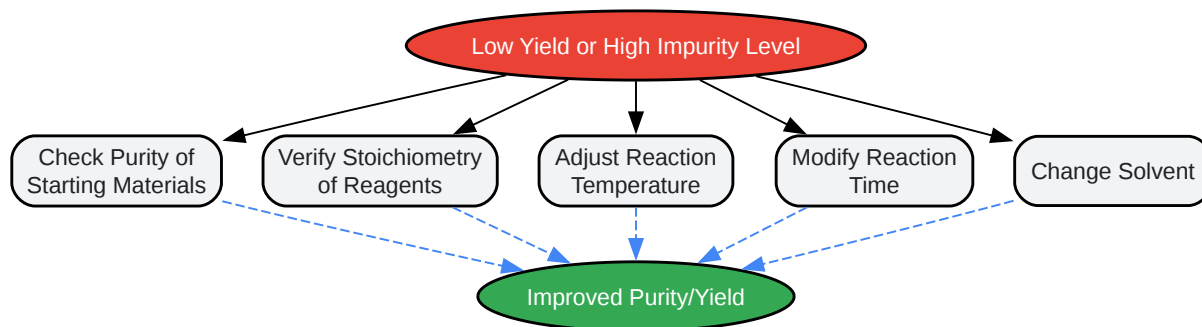 Low Yield or High Impurity Level
Check Purity of
Starting Materials
Verify Stoichiometry
of Reagents
Adjust Reaction
Temperature
Modify Reaction
Time
Change Solvent
Improved Purity/Yield